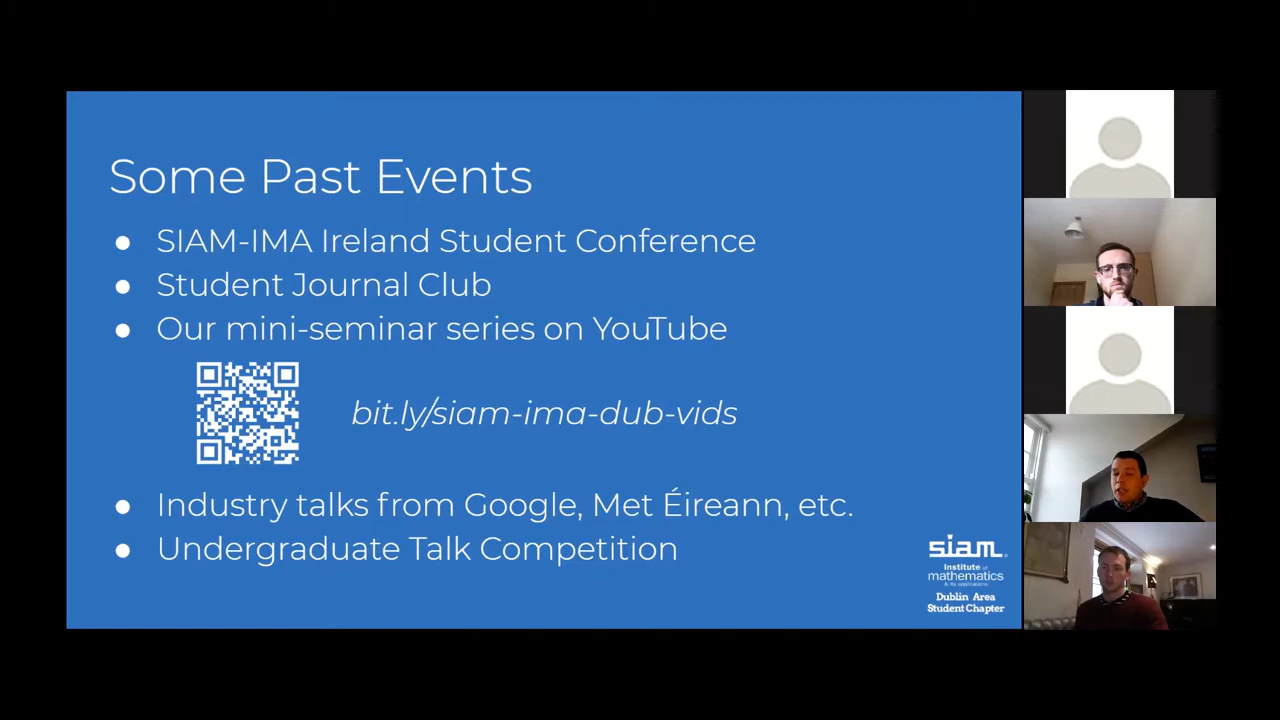 Some Past Events
● SIAM-IMA Ireland Student Conference
● Student Journal Club
● Our mini-seminar series on YouTube
bit.ly/siam-ima-dub-vids
● Industry talks from Google, Met Éireann, etc.
● Undergraduate Talk Competition
siam.
Institute of
mathematics
& its applications
Dublin Area
Student Chapter